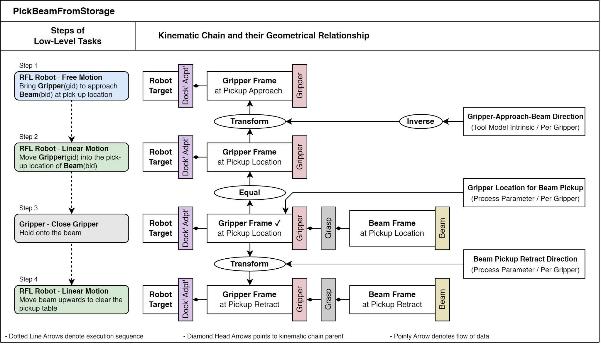 PickBeamFromStorage
Steps of
Low-Level Tasks
Kinematic Chain and their Geometrical Relationship
Step 1
RFL Robot - Free Motion
Bring Gripper(gid) to approach
Beam(bid) at pick-up location
Robot
Target
Dock' Adpt'
Gripper Frame
at Pickup Approach
Gripper
Transform
Inverse
Gripper-Approach-Beam Direction
(Tool Model Intrinsic / Per Gripper)
Step 2
RFL Robot - Linear Motion
Move Gripper(gid) into the pick-
up location of Beam(bid)
Robot
Target
Dock' Adpt'
Gripper Frame
at Pickup Location
Gripper
Equal
Gripper Location for Beam Pickup
(Process Parameter / Per Gripper)
Step 3
Gripper - Close Gripper
Hold onto the beam
Robot
Target
Dock' Adpt'
Gripper Frame ✓
at Pickup Location
Gripper
Grasp
Beam Frame
at Pickup Location
Beam
Transform
Beam Pickup Retract Direction
(Process Parameter / Per Gripper)
Step 4
RFL Robot - Linear Motion
Move beam upwards to clear the
pickup table
Robot
Target
Dock' Adpt'
Gripper Frame
at Pickup Retract
Gripper
Grasp
Beam Frame
at Pickup Retract
Beam
- Dotted Line Arrows denote execution sequence
- Diamond Head Arrows points to kinematic chain parent
- Pointy Arrow denotes flow of data